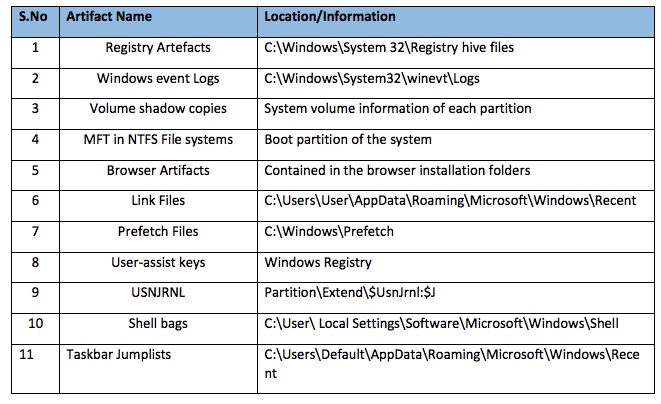 S.No Artifact Name Location/Information
1 Registry Artefacts C:\Windows\System 32\Registry hive files
2 Windows event Logs C:\Windows\System32\winevt\Logs
3 Volume shadow copies System volume information of each partition
4 MFT in NTFS File systems Boot partition of the system
5 Browser Artifacts Contained in the browser installation folders
6 Link Files C:\Users\User\AppData\Roaming\Microsoft\Windows\Recent
7 Prefetch Files C:\Windows\Prefetch
8 User-assist keys Windows Registry
9 USNJRNL Partition\Extend\$UsnJrnl:$J
10 Shell bags C:\User\ Local Settings\Software\Microsoft\Windows\Shell
11 Taskbar Jumplists C:\Users\Default\AppData\Roaming\Microsoft\Windows\Rece
nt